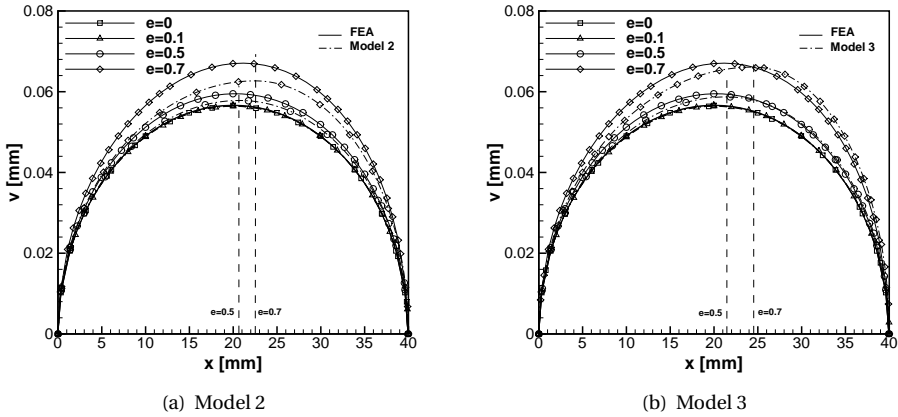 0.08
0.06
0.04
0.02
0
v [mm]
e=0
e=0.1
e=0.5
e=0.7
FEA
Model 2
e=0.5
e=0.7
0 5 10 15 20 25 30 35 40
x [mm]
(a) Model 2
0.08
0.06
0.04
0.02
0
v [mm]
e=0
e=0.1
e=0.5
e=0.7
FEA
Model 3
e=0.5
e=0.7
0 5 10 15 20 25 30 35 40
x [mm]
(b) Model 3